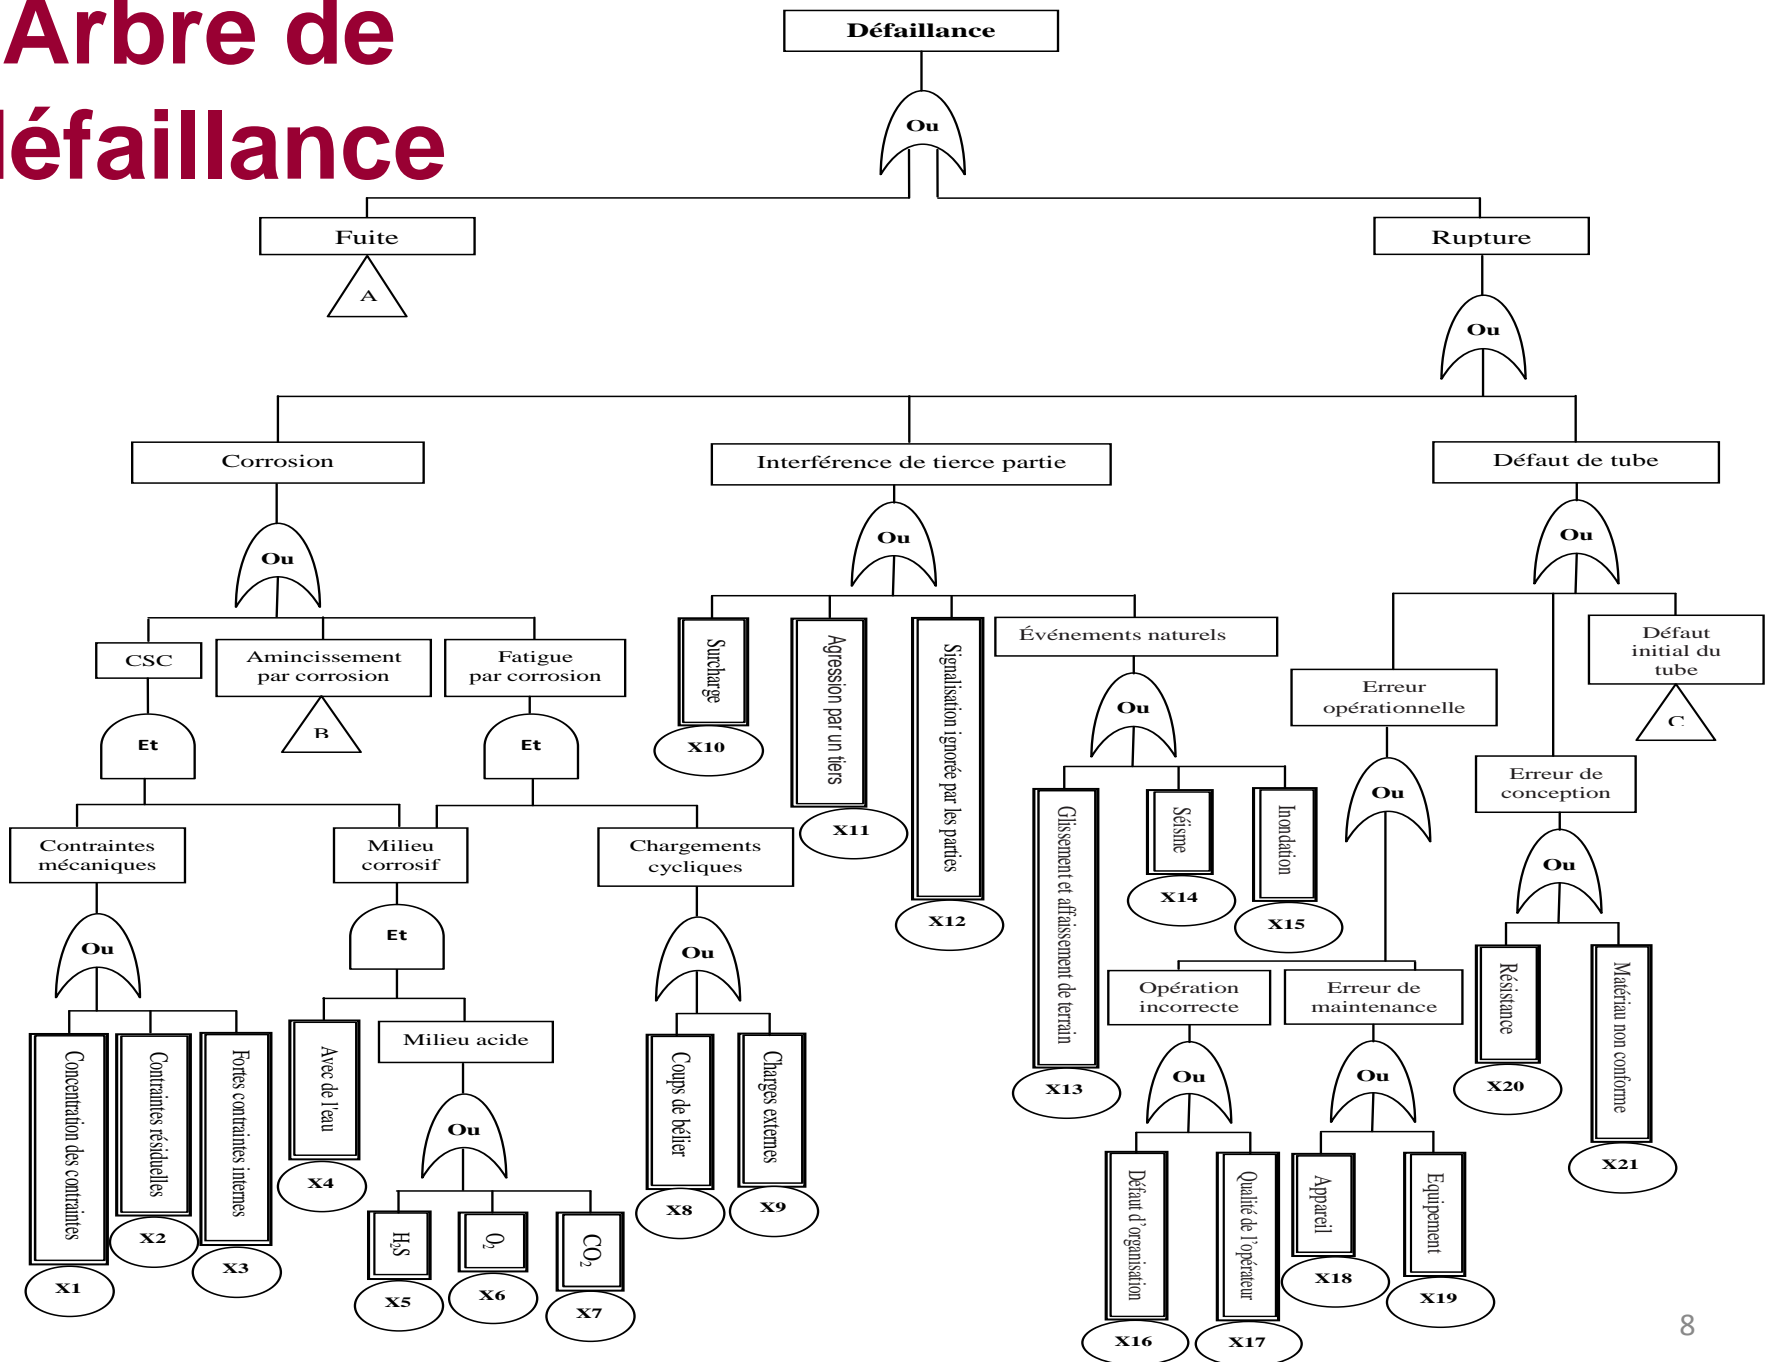 Arbre de
défaillance
Défaillance
Ou
Fuite
A
Rupture
Ou
Corrosion
Interférence de tierce partie
Défaut de tube
Ou
Ou
Ou
CSC
Amincissement
par corrosion
B
Fatigue
par corrosion
Et
Et
Surcharge
X10
Agression par un tiers
X11
Signalisation ignorée par les parties
X12
Événements naturels
Ou
Erreur
opérationnelle
Ou
Défaut
initial du
tube
C
Erreur de
conception
Ou
Contraintes
mécaniques
Ou
Milieu
corrosif
Et
Chargements
cycliques
Ou
Glissement et affaissement de terrain
X13
Séisme
X14
Inondation
X15
Opération
incorrecte
Ou
Erreur de
maintenance
Ou
Résistance
X20
Matériau non conforme
X21
Concentration des contraintes
X1
Contraintes résiduelles
X2
Fortes contraintes internes
X3
Avec de l'eau
X4
Milieu acide
Ou
H₂S
X5
O₂
X6
CO₂
X7
Coups de bélier
X8
Charges externes
X9
Défaut d'organisation
X16
Qualité de l'opérateur
X17
Appareil
X18
Equipement
X19
8